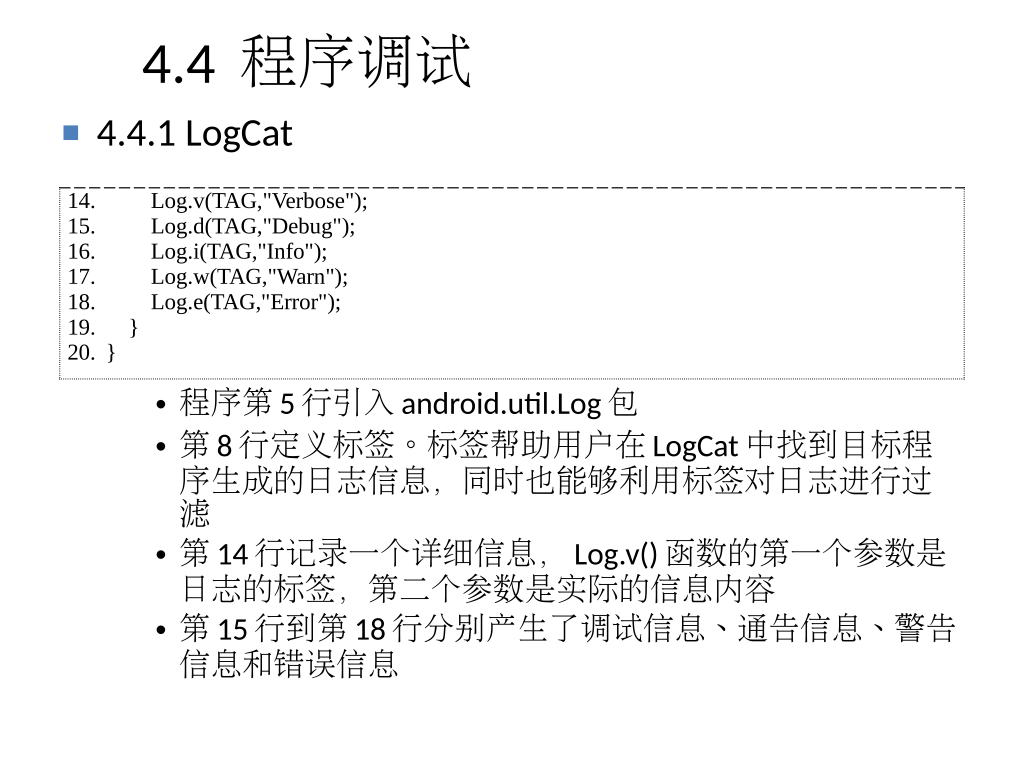 4.4 程序调试
4.4.1 LogCat
14. Log.v(TAG,"Verbose");
15. Log.d(TAG,"Debug");
16. Log.i(TAG,"Info");
17. Log.w(TAG,"Warn");
18. Log.e(TAG,"Error");
19. }
20. }
• 程序第 5 行引入 android.util.Log 包
• 第 8 行定义标签。标签帮助用户在 LogCat 中找到目标程
序生成的日志信息，同时也能够利用标签对日志进行过
滤
• 第 14 行记录一个详细信息， Log.v() 函数的第一个参数是
日志的标签，第二个参数是实际的信息内容
• 第 15 行到第 18 行分别产生了调试信息、通告信息、警告
信息和错误信息